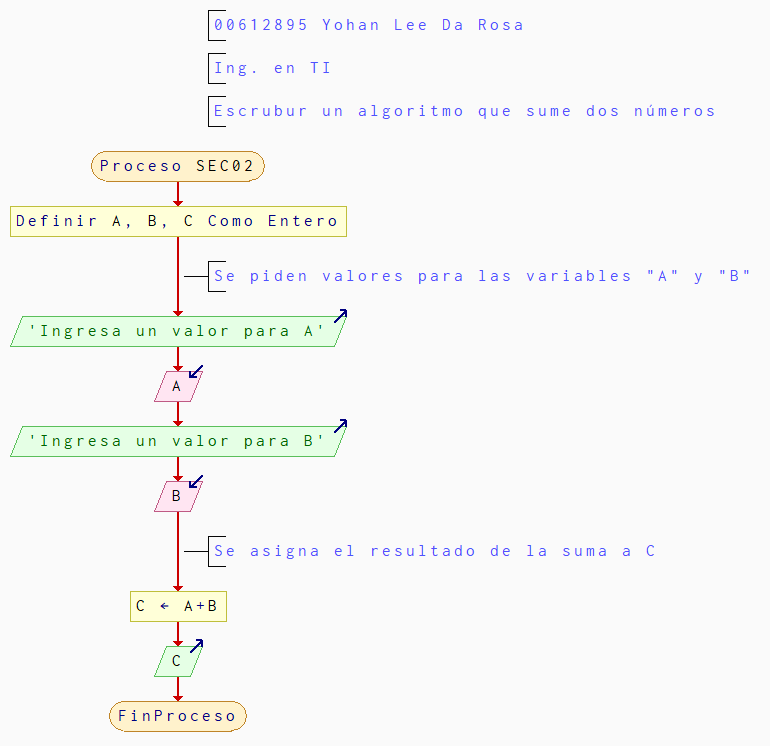 00612895 Yohan Lee Da Rosa
Ing. en TI
Escrubur un algoritmo que sume dos números
Proceso SEC02
Definir A, B, C Como Entero
Se piden valores para las variables "A" y "B"
'Ingresa un valor para A'
A
'Ingresa un valor para B'
B
Se asigna el resultado de la suma a C
C ← A+B
C
FinProceso